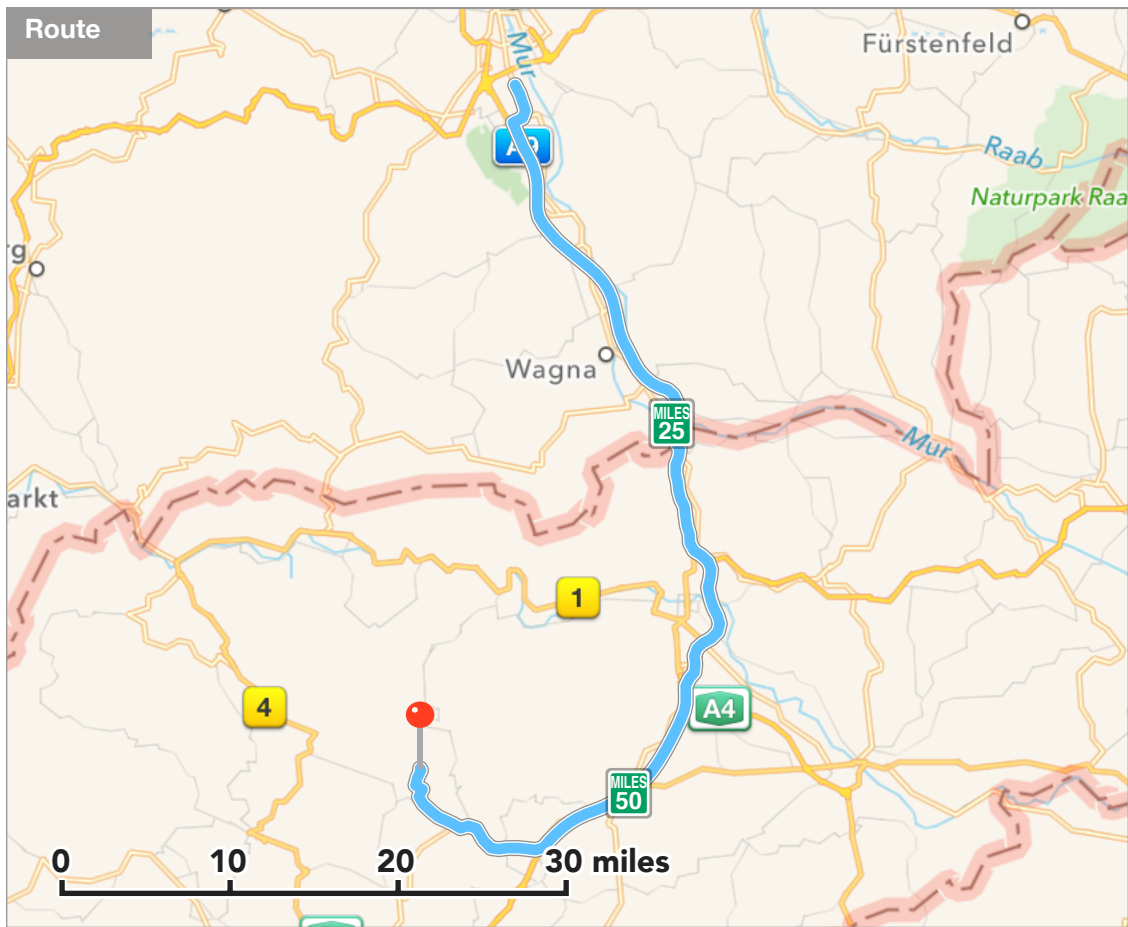 Route
Mur
Fürstenfeld
A9
Raab
Naturpark Raa
rg
Wagna
MILES
25
Mur
arkt
1
4
A4
MILES
50
0 10 20 30 miles